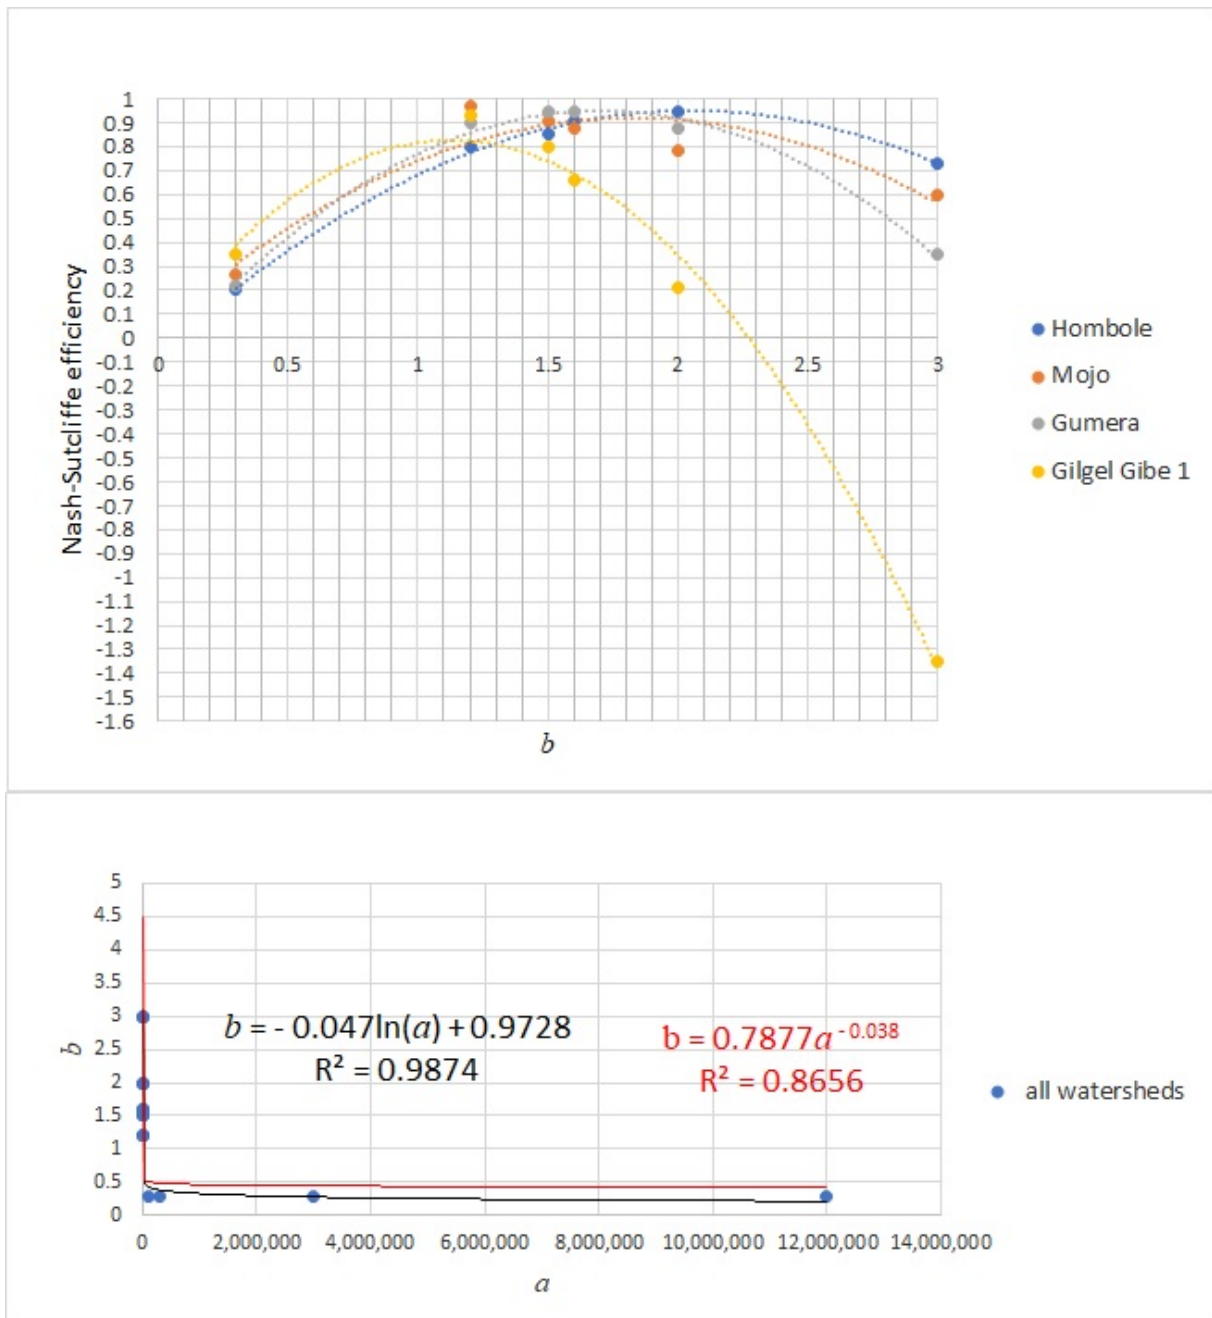 1
0.9
0.8
0.7
0.6
0.5
0.4
0.3
0.2
0.1
0
-0.1
-0.2
-0.3
-0.4
-0.5
-0.6
-0.7
-0.8
-0.9
-1
-1.1
-1.2
-1.3
-1.4
-1.5
-1.6
Nash-Sutcliffe efficiency
0 0.5 1 1.5 2 2.5 3
b
Hombole
Mojo
Gumera
Gilgel Gibe 1
5
4.5
4
3.5
3
2.5
2
1.5
1
0.5
0
b
b = - 0.047ln(a) + 0.9728
R² = 0.9874
b = 0.7877a^-0.038
R² = 0.8656
all watersheds
0 2,000,000 4,000,000 6,000,000 8,000,000 10,000,000 12,000,000 14,000,000
a